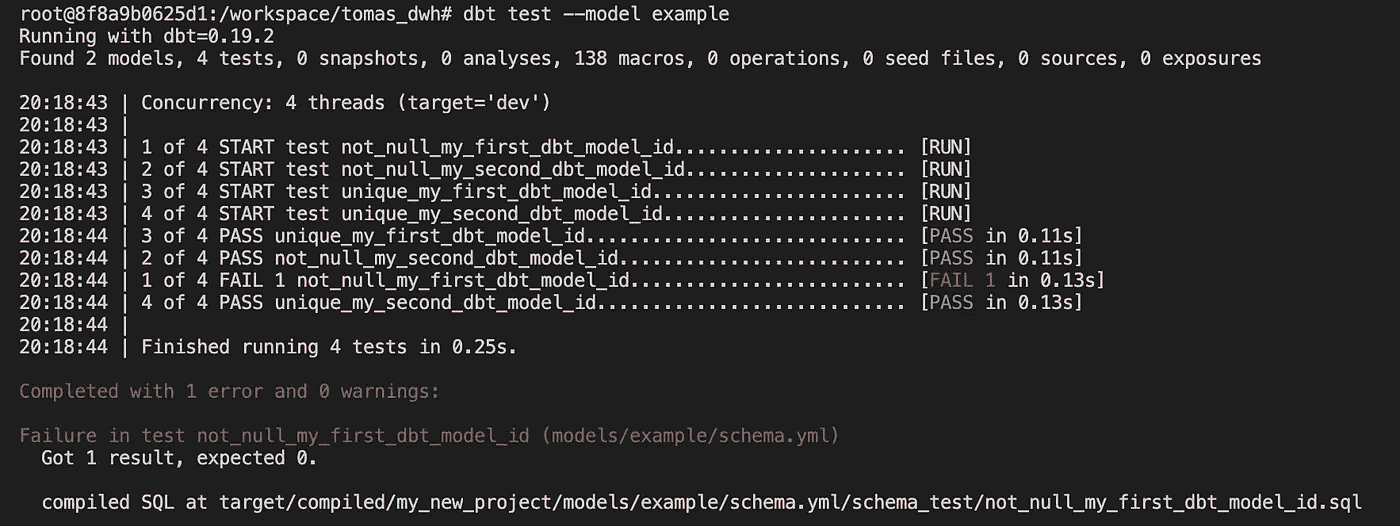 root@8f8a9b0625d1:/workspace/tomas_dwh# dbt test --model example
Running with dbt=0.19.2
Found 2 models, 4 tests, 0 snapshots, 0 analyses, 138 macros, 0 operations, 0 seed files, 0 sources, 0 exposures
20:18:43 | Concurrency: 4 threads (target='dev')
20:18:43 |
20:18:43 | 1 of 4 START test not_null_my_first_dbt_model_id..................... [RUN]
20:18:43 | 2 of 4 START test not_null_my_second_dbt_model_id.................... [RUN]
20:18:43 | 3 of 4 START test unique_my_first_dbt_model_id....................... [RUN]
20:18:43 | 4 of 4 START test unique_my_second_dbt_model_id...................... [RUN]
20:18:44 | 3 of 4 PASS unique_my_first_dbt_model_id............................. [PASS in 0.11s]
20:18:44 | 2 of 4 PASS not_null_my_second_dbt_model_id.......................... [PASS in 0.11s]
20:18:44 | 1 of 4 FAIL 1 not_null_my_first_dbt_model_id......................... [FAIL 1 in 0.13s]
20:18:44 | 4 of 4 PASS unique_my_second_dbt_model_id............................ [PASS in 0.13s]
20:18:44 |
20:18:44 | Finished running 4 tests in 0.25s.
Completed with 1 error and 0 warnings:
Failure in test not_null_my_first_dbt_model_id (models/example/schema.yml)
Got 1 result, expected 0.
compiled SQL at target/compiled/my_new_project/models/example/schema.yml/schema_test/not_null_my_first_dbt_model_id.sql